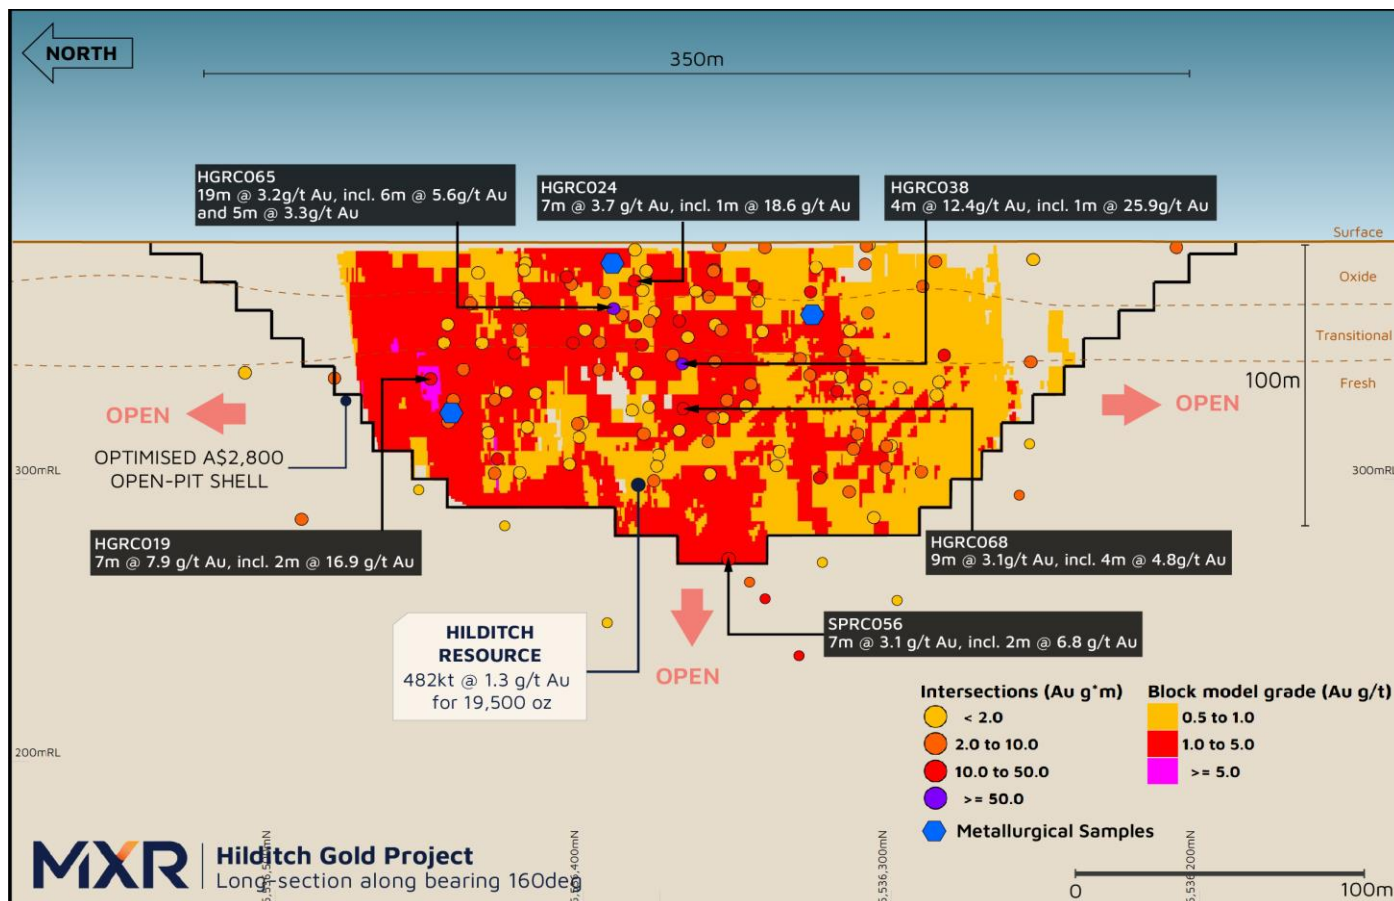 NORTH
350m
HGRC065
19m @ 3.2g/t Au, incl. 6m @ 5.6g/t Au
and 5m @ 3.3g/t Au
HGRC024
7m @ 3.7 g/t Au, incl. 1m @ 18.6 g/t Au
HGRC038
4m @ 12.4g/t Au, incl. 1m @ 25.9g/t Au
Surface
Oxide
Transitional
Fresh
100m
OPEN
OPEN
OPTIMISED A$2,800
OPEN-PIT SHELL
300mRL
300mRL
HGRC019
7m @ 7.9 g/t Au, incl. 2m @ 16.9 g/t Au
HGRC068
9m @ 3.1g/t Au, incl. 4m @ 4.8g/t Au
SPRC056
7m @ 3.1 g/t Au, incl. 2m @ 6.8 g/t Au
HILDITCH
RESOURCE
482kt @ 1.3 g/t Au
for 19,500 oz
OPEN
Intersections (Au g*m)
< 2.0
2.0 to 10.0
10.0 to 50.0
>= 50.0
Metallurgical Samples
Block model grade (Au g/t)
0.5 to 1.0
1.0 to 5.0
>= 5.0
200mRL
MXR
Hilditch Gold Project
Long-section along bearing 160deg
5,536,300mN
5,536,200mN
0
100m